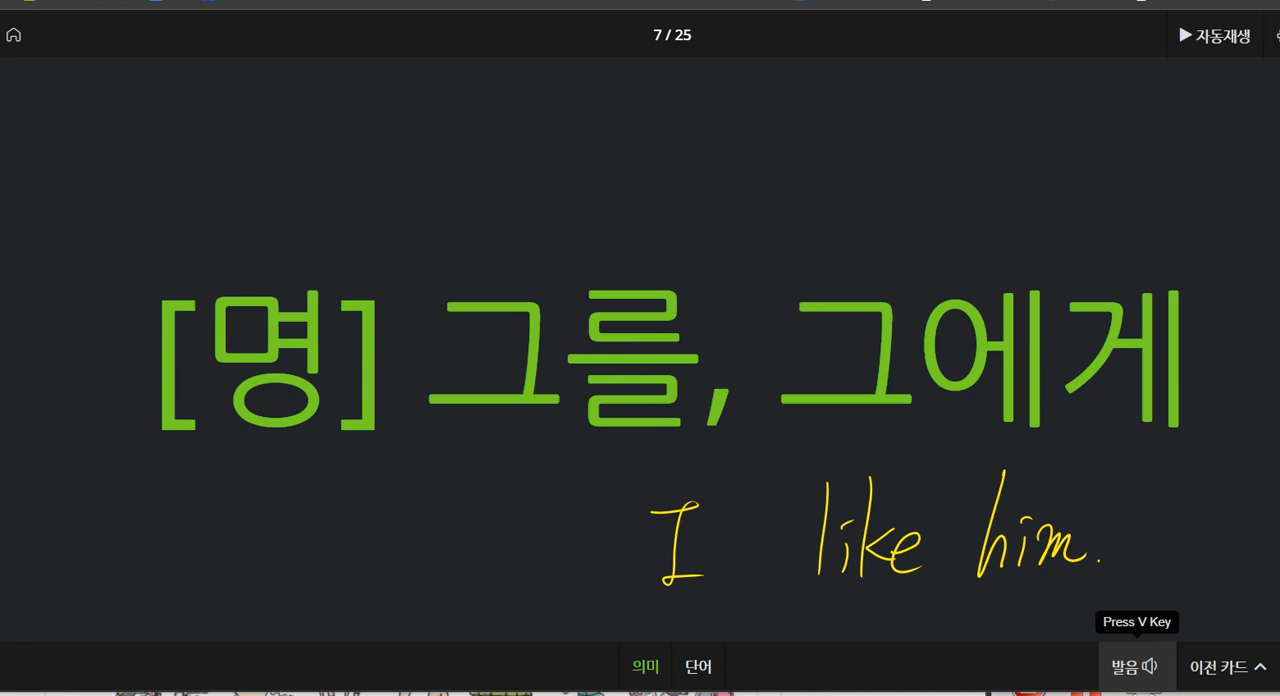 7 / 25
▶ 자동재생
[명] 그를, 그에게
I like him.
Press V Key
의미 단어 발음 이전 카드